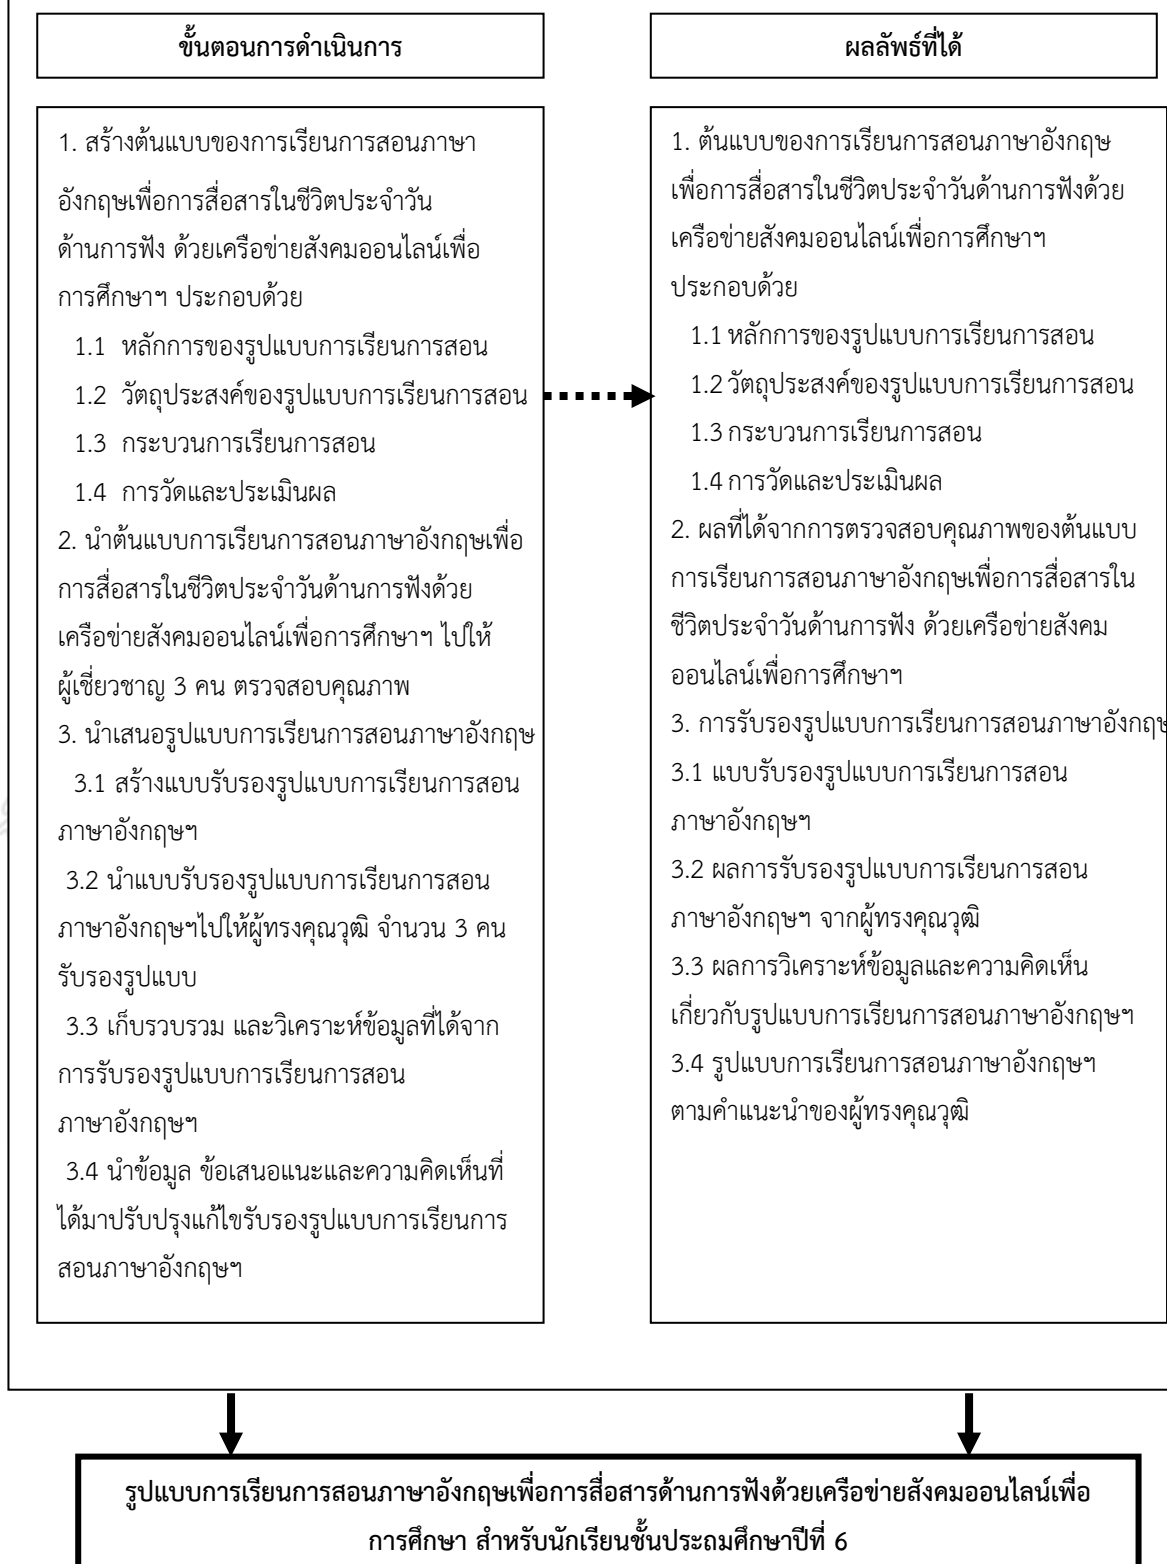 ขั้นตอนการดำเนินการ
1. สร้างต้นแบบของการเรียนการสอนภาษา
อังกฤษเพื่อการสื่อสารในชีวิตประจำวัน
ด้านการฟัง ด้วยเครือข่ายสังคมออนไลน์เพื่อ
การศึกษาฯ ประกอบด้วย
1.1 หลักการของรูปแบบการเรียนการสอน
1.2 วัตถุประสงค์ของรูปแบบการเรียนการสอน
1.3 กระบวนการเรียนการสอน
1.4 การวัดและประเมินผล
2. นำต้นแบบการเรียนการสอนภาษาอังกฤษเพื่อ
การสื่อสารในชีวิตประจำวันด้านการฟังด้วย
เครือข่ายสังคมออนไลน์เพื่อการศึกษาฯ ไปให้
ผู้เชี่ยวชาญ 3 คน ตรวจสอบคุณภาพ
3. นำเสนอรูปแบบการเรียนการสอนภาษาอังกฤษ
3.1 สร้างแบบรับรองรูปแบบการเรียนการสอน
ภาษาอังกฤษฯ
3.2 นำแบบรับรองรูปแบบการเรียนการสอน
ภาษาอังกฤษฯไปให้ผู้ทรงคุณวุฒิ จำนวน 3 คน
รับรองรูปแบบ
3.3 เก็บรวบรวม และวิเคราะห์ข้อมูลที่ได้จาก
การรับรองรูปแบบการเรียนการสอน
ภาษาอังกฤษฯ
3.4 นำข้อมูล ข้อเสนอแนะและความคิดเห็นที่
ได้มาปรับปรุงแก้ไขรับรองรูปแบบการเรียนการ
สอนภาษาอังกฤษฯ
ผลลัพธ์ที่ได้
1. ต้นแบบของการเรียนการสอนภาษาอังกฤษ
เพื่อการสื่อสารในชีวิตประจำวันด้านการฟังด้วย
เครือข่ายสังคมออนไลน์เพื่อการศึกษาฯ
ประกอบด้วย
1.1 หลักการของรูปแบบการเรียนการสอน
1.2 วัตถุประสงค์ของรูปแบบการเรียนการสอน
1.3 กระบวนการเรียนการสอน
1.4 การวัดและประเมินผล
2. ผลที่ได้จากการตรวจสอบคุณภาพของต้นแบบ
การเรียนการสอนภาษาอังกฤษเพื่อการสื่อสารใน
ชีวิตประจำวันด้านการฟัง ด้วยเครือข่ายสังคม
ออนไลน์เพื่อการศึกษาฯ
3. การรับรองรูปแบบการเรียนการสอนภาษาอังกฤษ
3.1 แบบรับรองรูปแบบการเรียนการสอน
ภาษาอังกฤษฯ
3.2 ผลการรับรองรูปแบบการเรียนการสอน
ภาษาอังกฤษฯ จากผู้ทรงคุณวุฒิ
3.3 ผลการวิเคราะห์ข้อมูลและความคิดเห็น
เกี่ยวกับรูปแบบการเรียนการสอนภาษาอังกฤษฯ
3.4 รูปแบบการเรียนการสอนภาษาอังกฤษฯ
ตามคำแนะนำของผู้ทรงคุณวุฒิ
รูปแบบการเรียนการสอนภาษาอังกฤษเพื่อการสื่อสารด้านการฟังด้วยเครือข่ายสังคมออนไลน์เพื่อ
การศึกษา สำหรับนักเรียนชั้นประถมศึกษาปีที่ 6